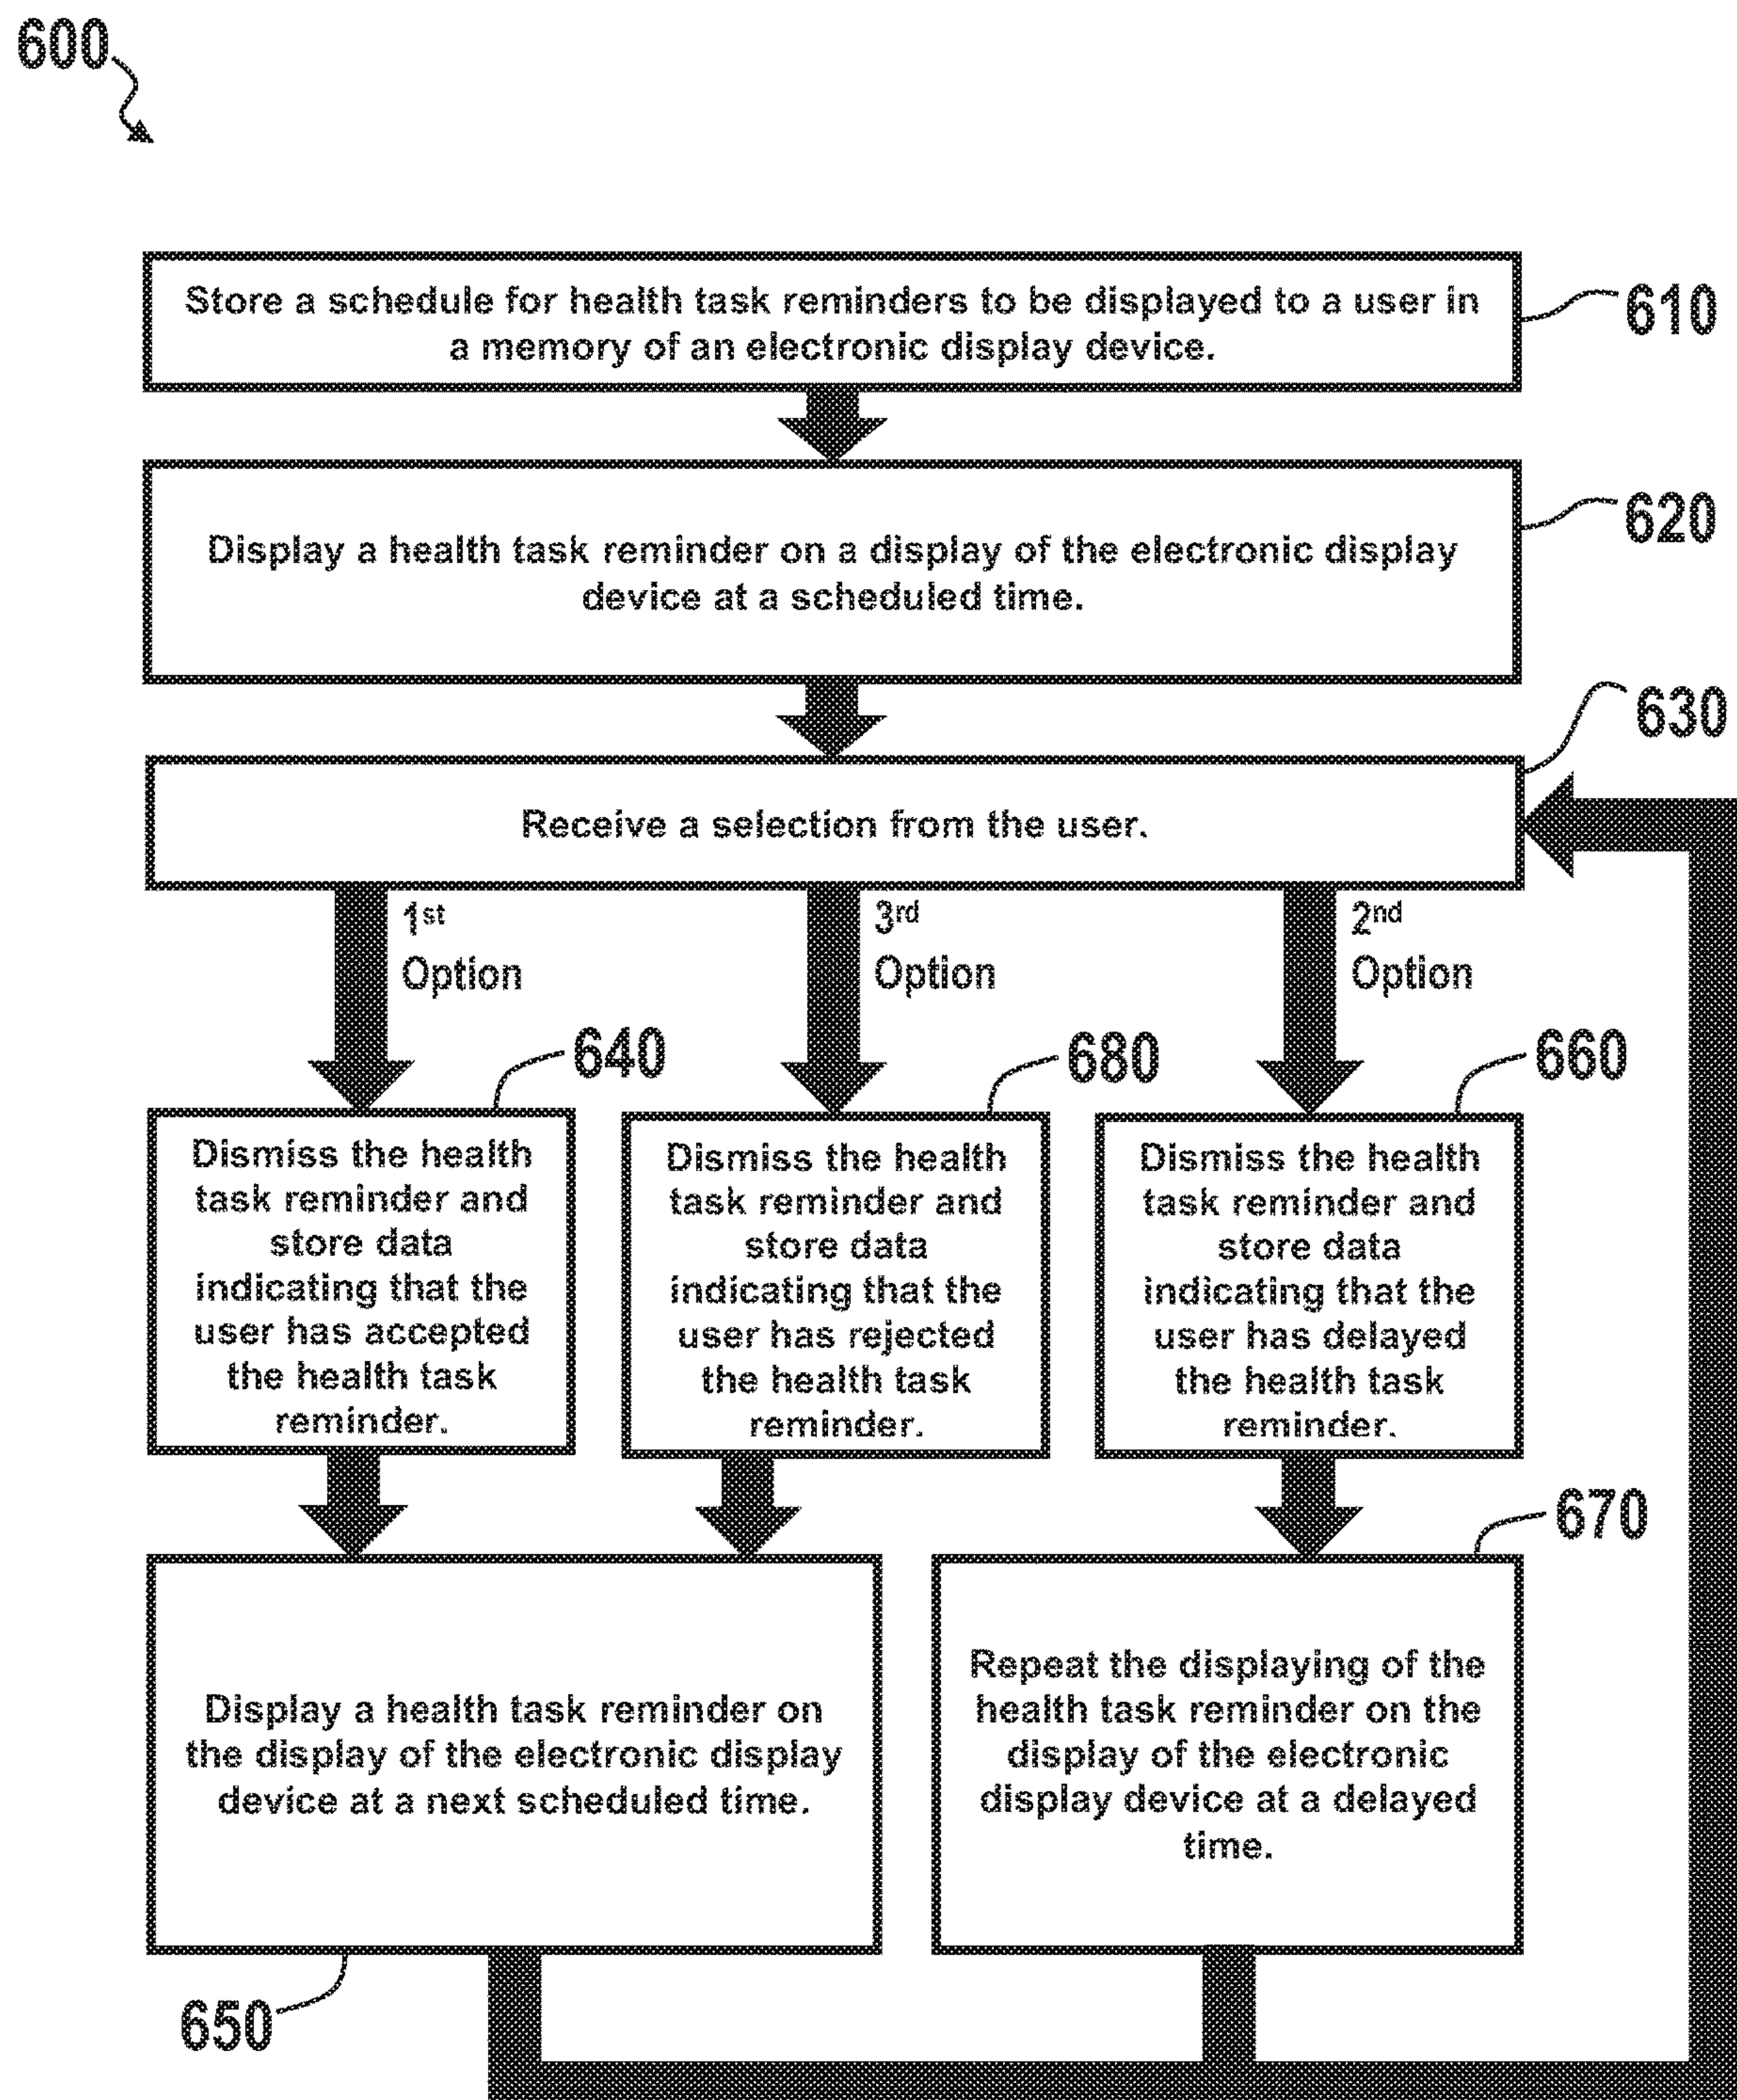 600
Store a schedule for health task reminders to be displayed to a user in
a memory of an electronic display device.
610
Display a health task reminder on a display of the electronic display
device at a scheduled time.
620
630
Receive a selection from the user.
1st
Option
3rd
Option
2nd
Option
640
680
660
Dismiss the health
task reminder and
store data
indicating that the
user has accepted
the health task
reminder.
Dismiss the health
task reminder and
store data
indicating that the
user has rejected
the health task
reminder.
Dismiss the health
task reminder and
store data
indicating that the
user has delayed
the health task
reminder.
670
Display a health task reminder on
the display of the electronic display
device at a next scheduled time.
Repeat the displaying of the
health task reminder on the
display of the electronic
display device at a delayed
time.
650